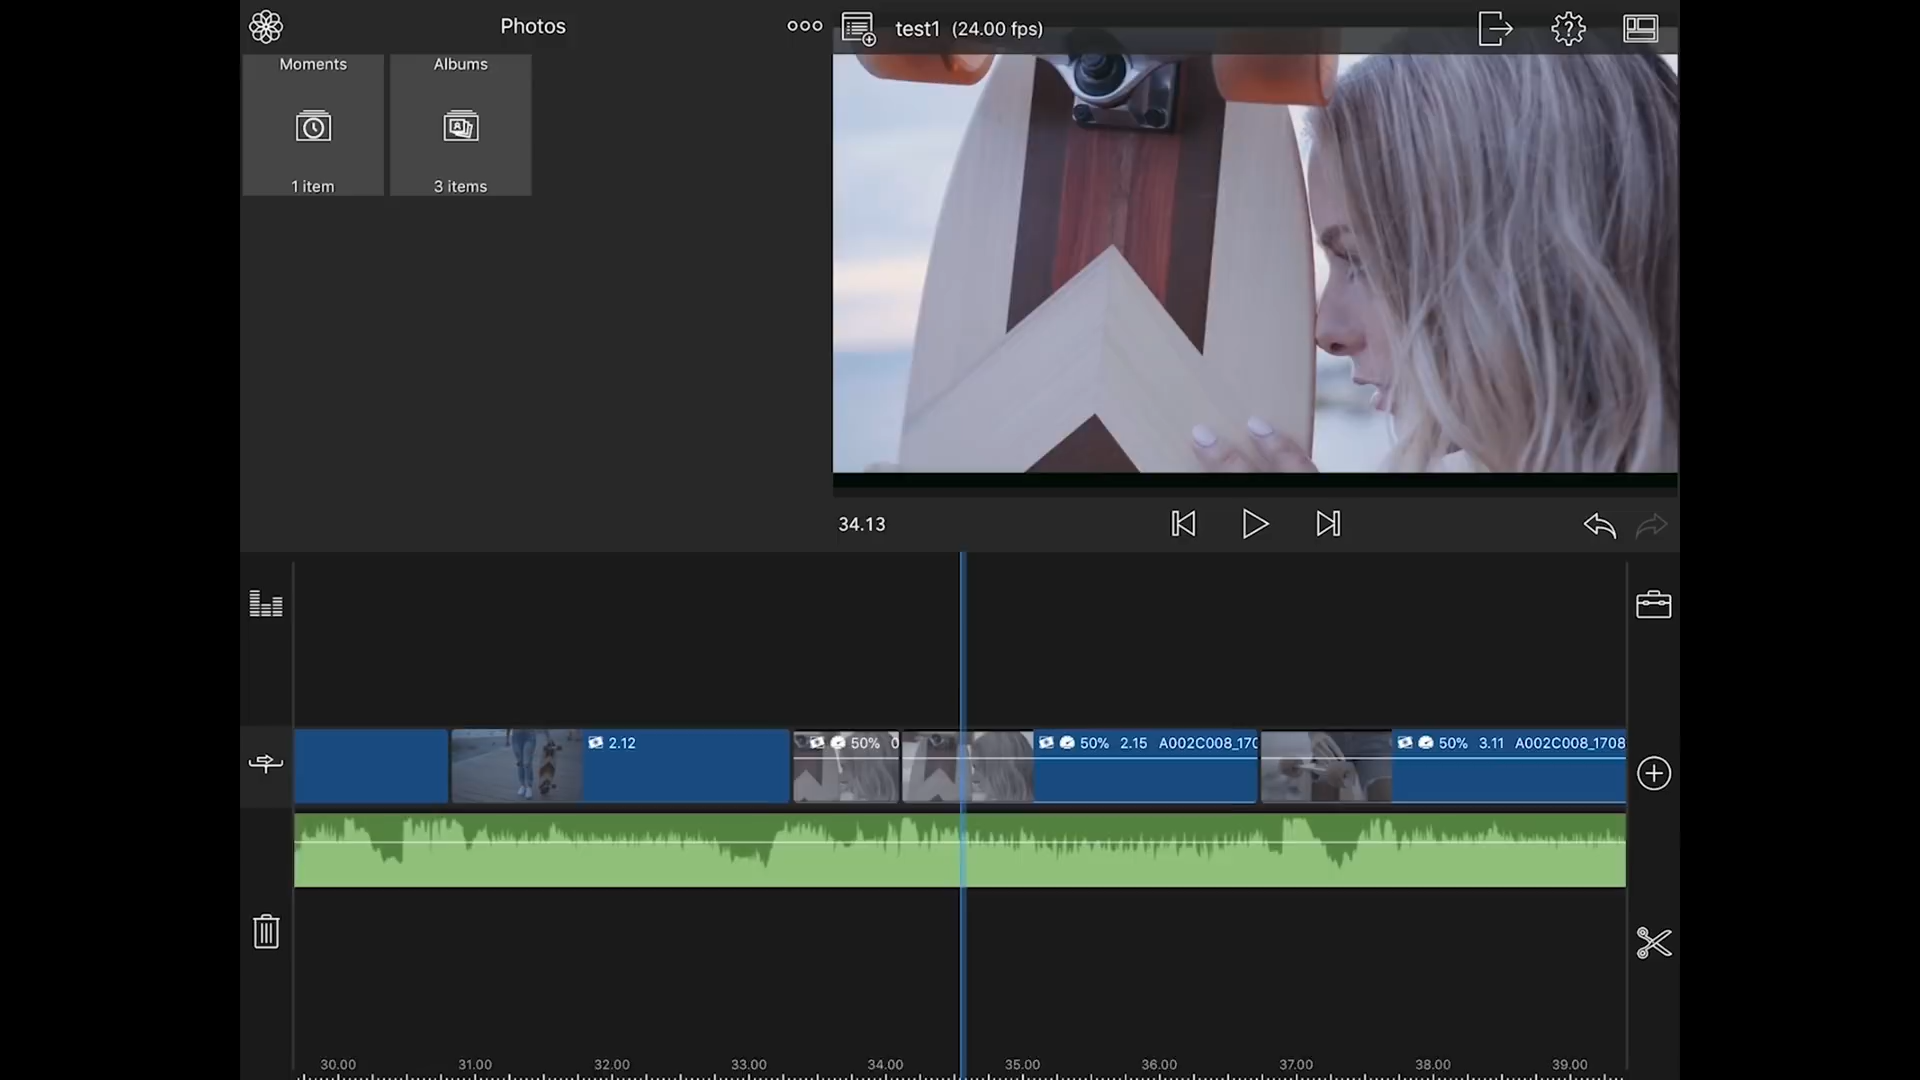 Photos
test1 (24.00 fps)
Moments
Albums
1 item
3 items
34.13
2.12
50% 0
50% 2.15 A002C008_170
50% 3.11 A002C008_1708
30.00 31.00 32.00 33.00 34.00 35.00 36.00 37.00 38.00 39.00